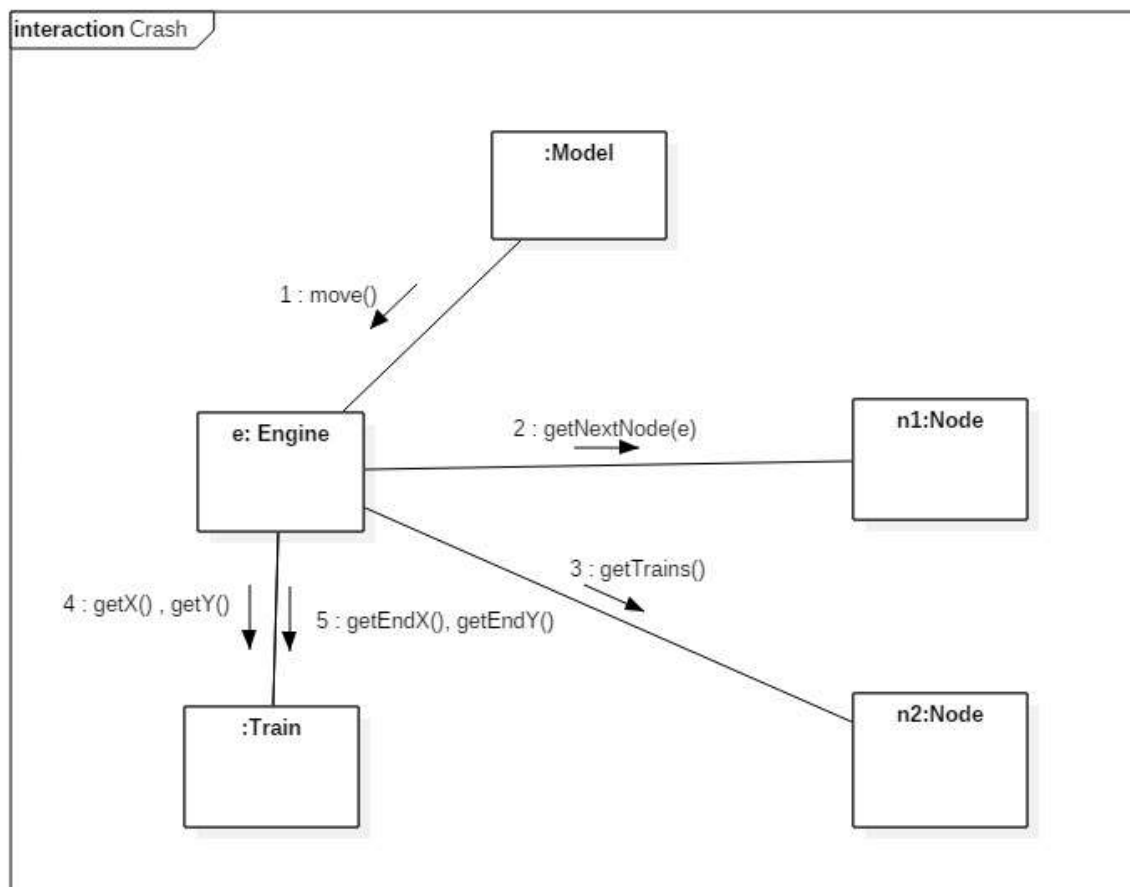 interaction Crash
:Model
1 : move()
e: Engine
2 : getNextNode(e)
n1:Node
3 : getTrains()
4 : getX() , getY()
5 : getEndX(), getEndY()
:Train
n2:Node